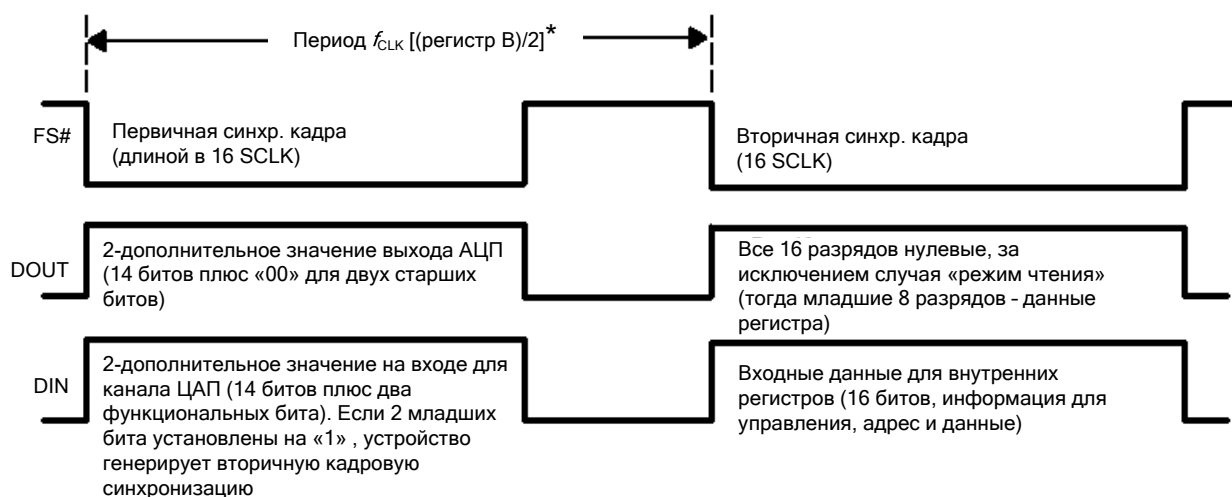 Период fCLK [(регистр B)/2]*
FS#
Первичная синхр. кадра
(длиной в 16 SCLK)
Вторичная синхр. кадра
(16 SCLK)
DOUT
2-дополнительное значение выхода АЦП
(14 битов плюс «00» для двух старших
битов)
Все 16 разрядов нулевые, за
исключением случая «режим чтения»
(тогда младшие 8 разрядов - данные
регистра)
DIN
2-дополнительное значение на входе для
канала ЦАП (14 битов плюс два
функциональных бита). Если 2 младших
бита установлены на «1» , устройство
генерирует вторичную кадровую
синхронизацию
Входные данные для внутренних
регистров (16 битов, информация для
управления, адрес и данные)